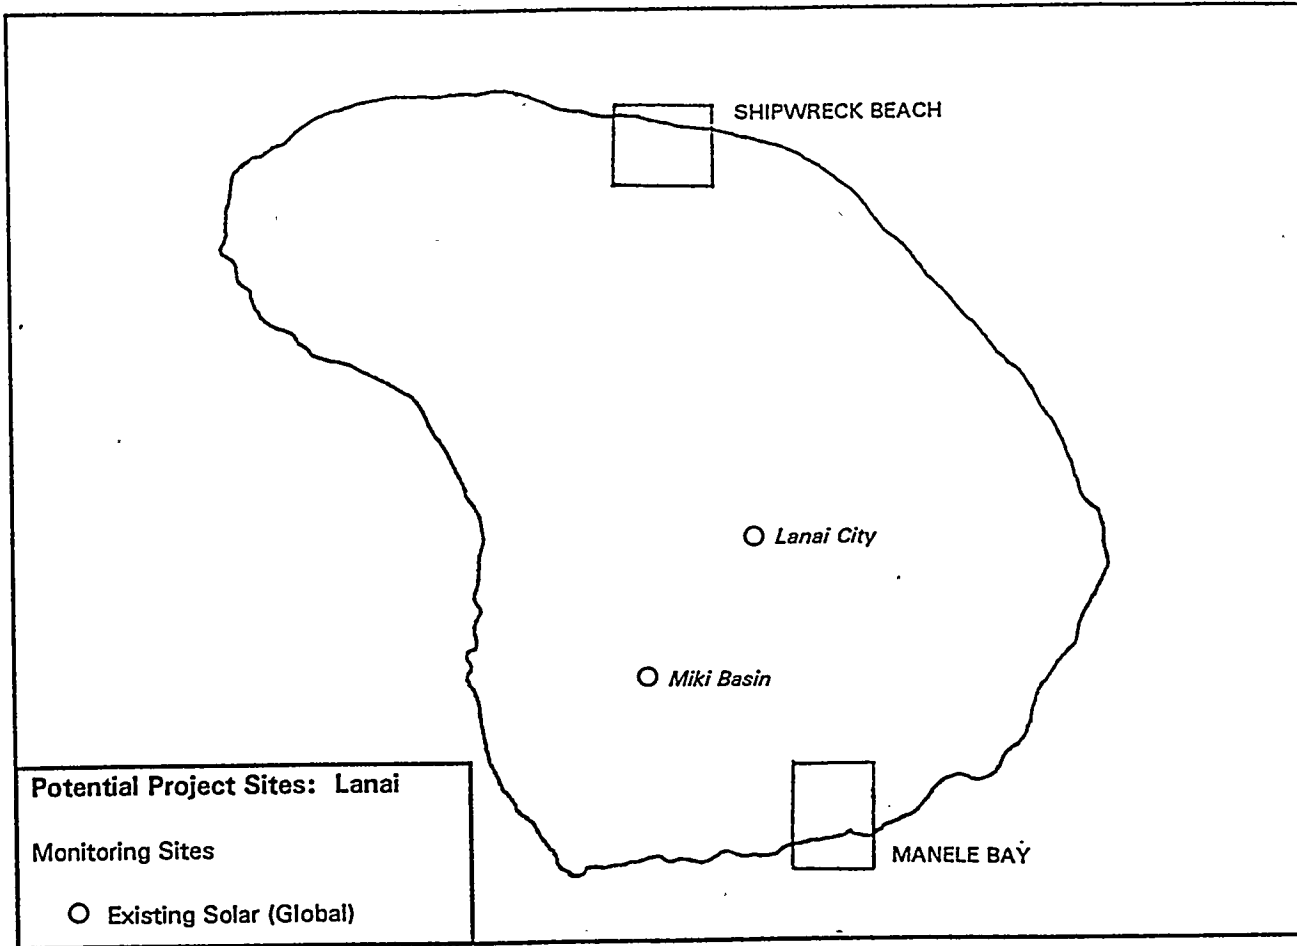 SHIPWRECK BEACH
Lanai City
Miki Basin
MANELE BAY
Potential Project Sites: Lanai
Monitoring Sites
Existing Solar (Global)